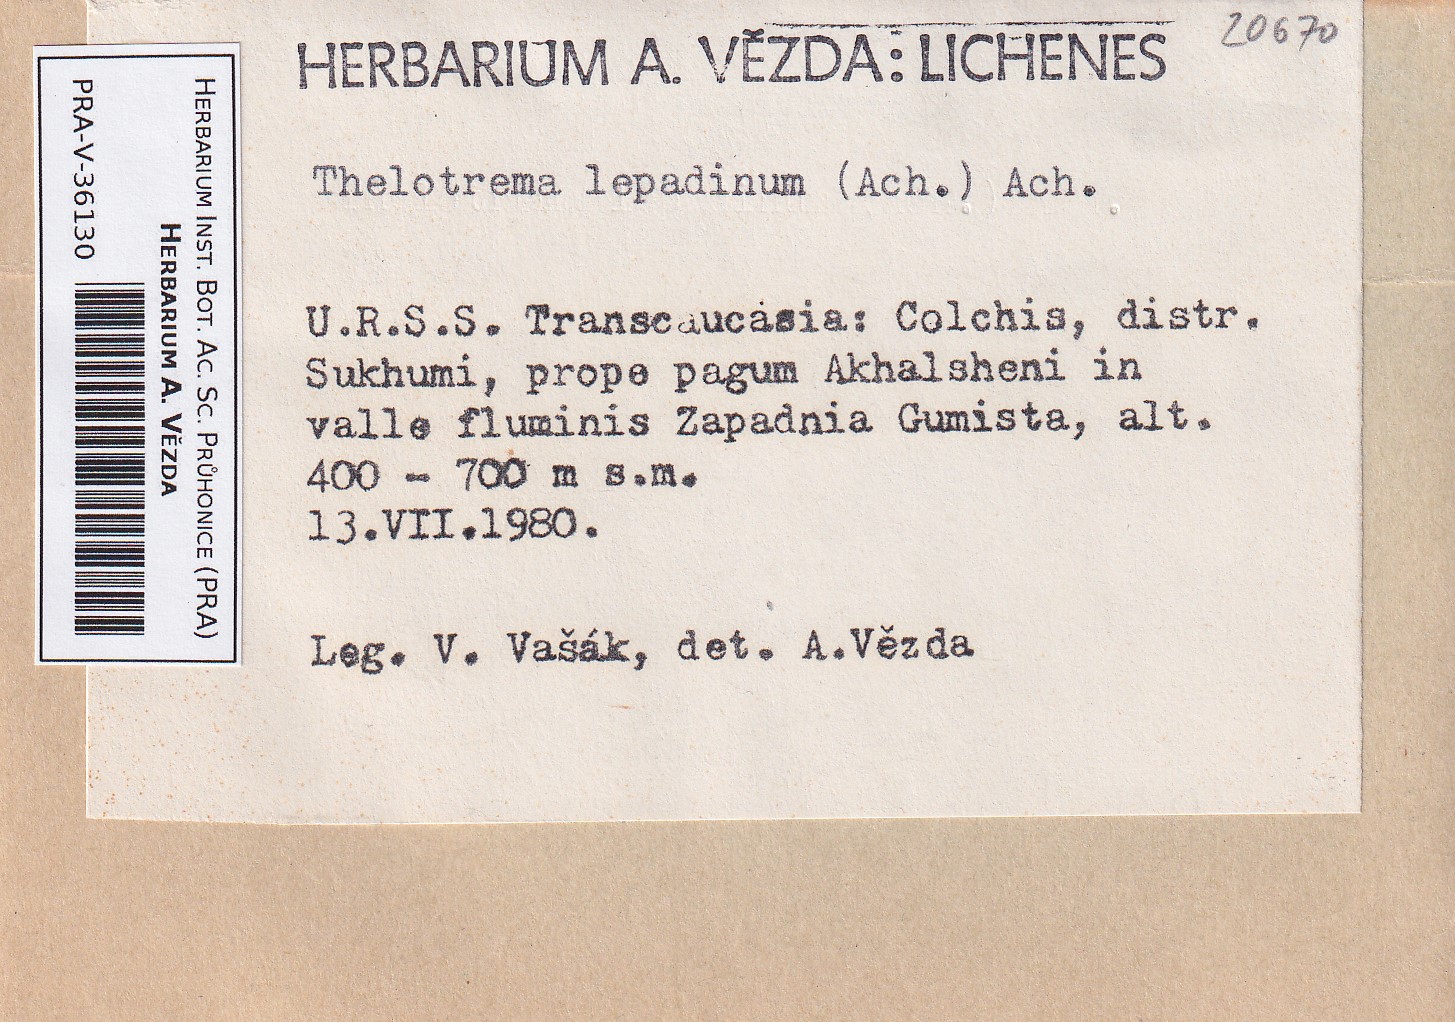 20670
HERBARIUM A. VĚZDA: LICHENES
Thelotrema lepadinum (Ach.) Ach.
U.R.S.S. Transcaucasia: Colchis, distr.
Sukhumi, prope pagum Akhalsheni in
valle fluminis Zapadnia Gumista, alt.
400 - 700 m s.m.
13.VII.1980.
Leg. V. Vašák, det. A.Vězda
HERBARIUM INST. BOT. AC. SC. PRŮHONICE (PRA)
HERBARIUM A. VĚZDA
PRA-V-36130